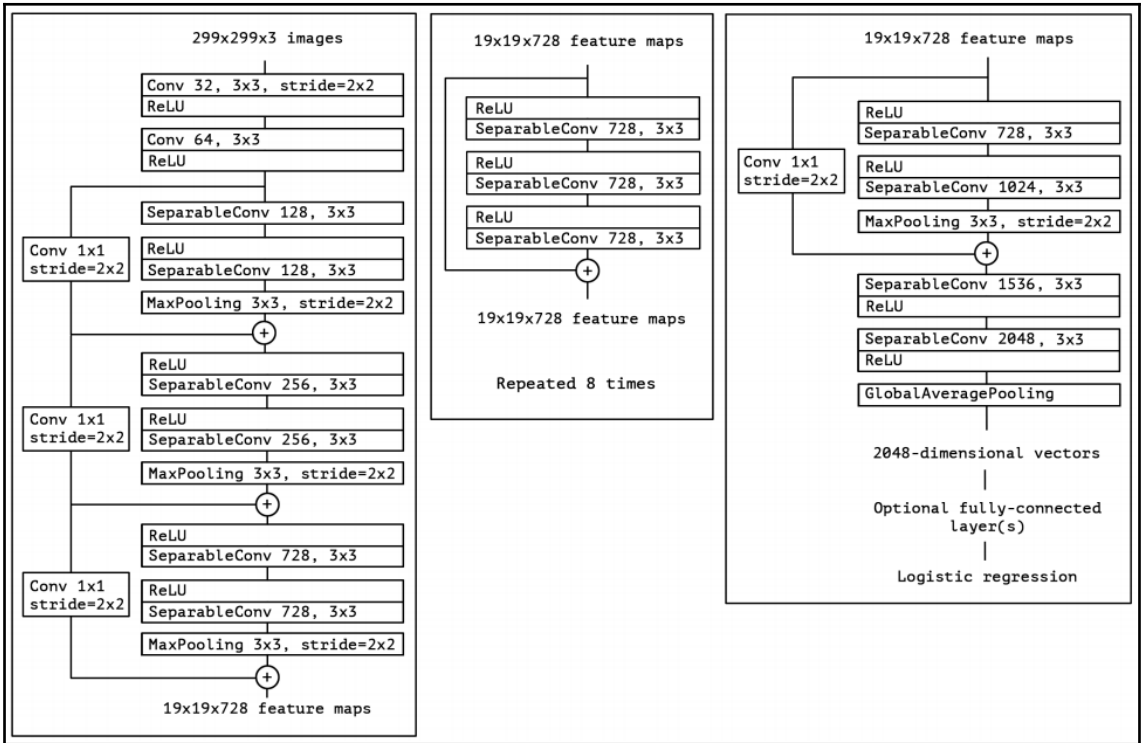 299x299x3 images
Conv 32, 3x3, stride=2x2
ReLU
Conv 64, 3x3
ReLU
SeparableConv 128, 3x3
Conv 1x1
stride=2x2
ReLU
SeparableConv 128, 3x3
MaxPooling 3x3, stride=2x2
+
ReLU
SeparableConv 256, 3x3
Conv 1x1
stride=2x2
ReLU
SeparableConv 256, 3x3
MaxPooling 3x3, stride=2x2
+
ReLU
SeparableConv 728, 3x3
Conv 1x1
stride=2x2
ReLU
SeparableConv 728, 3x3
MaxPooling 3x3, stride=2x2
+
19x19x728 feature maps
19x19x728 feature maps
ReLU
SeparableConv 728, 3x3
ReLU
SeparableConv 728, 3x3
ReLU
SeparableConv 728, 3x3
+
19x19x728 feature maps
Repeated 8 times
19x19x728 feature maps
ReLU
SeparableConv 728, 3x3
Conv 1x1
stride=2x2
ReLU
SeparableConv 1024, 3x3
MaxPooling 3x3, stride=2x2
+
SeparableConv 1536, 3x3
ReLU
SeparableConv 2048, 3x3
ReLU
GlobalAveragePooling
2048-dimensional vectors
Optional fully-connected
layer(s)
Logistic regression